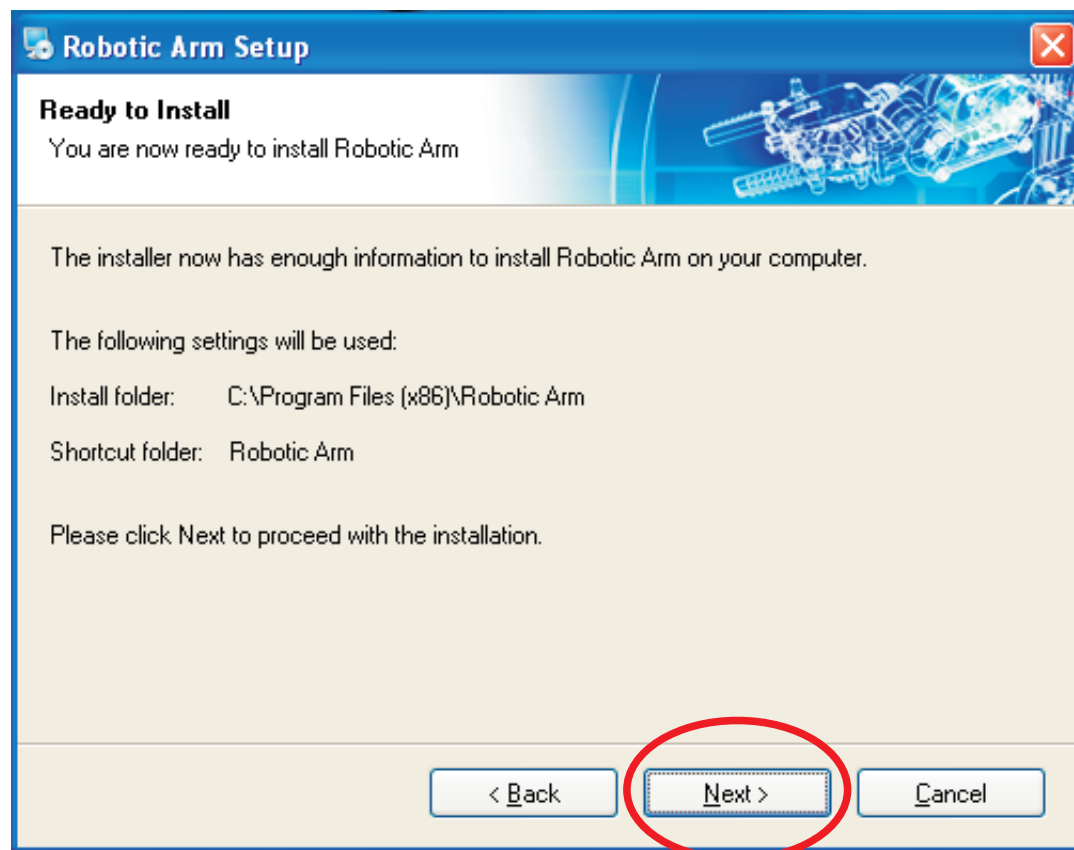 Robotic Arm Setup
Ready to Install
You are now ready to install Robotic Arm
The installer now has enough information to install Robotic Arm on your computer.
The following settings will be used:
Install folder: C:\Program Files (x86)\Robotic Arm
Shortcut folder: Robotic Arm
Please click Next to proceed with the installation.
< Back Next > Cancel